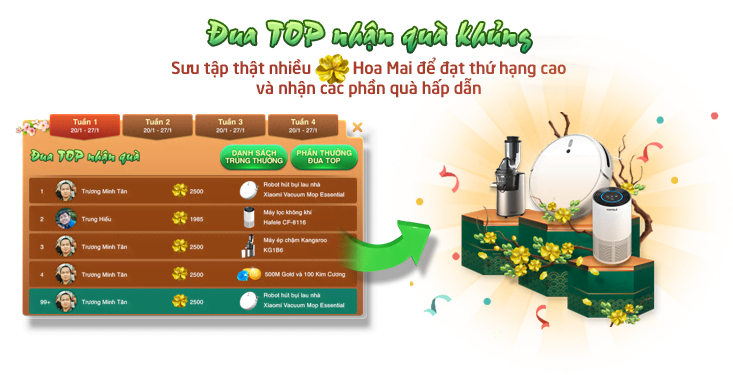 Đua TOP nhận quà khủng
Sưu tập thật nhiều Hoa Mai để đạt thứ hạng cao
và nhận các phần quà hấp dẫn
Tuần 1
20/1 - 27/1
Tuần 2
20/1 - 27/1
Tuần 3
20/1 - 27/1
Tuần 4
20/1 - 27/1
Đua TOP nhận quà
DANH SÁCH
TRÚNG THƯỞNG
PHẦN THƯỞNG
ĐUA TOP
1 Trương Minh Tân 2500 Robot hút bụi lau nhà
Xiaomi Vacuum Mop Essential
2 Trung Hiếu 1985 Máy lọc không khí
Hafele CF-8116
3 Trương Minh Tân 2500 Máy ép chậm Kangaroo
KG1B6
4 Trương Minh Tân 2500 500M Gold và 100 Kim Cương
99+ Trương Minh Tân 2500 Robot hút bụi lau nhà
Xiaomi Vacuum Mop Essential